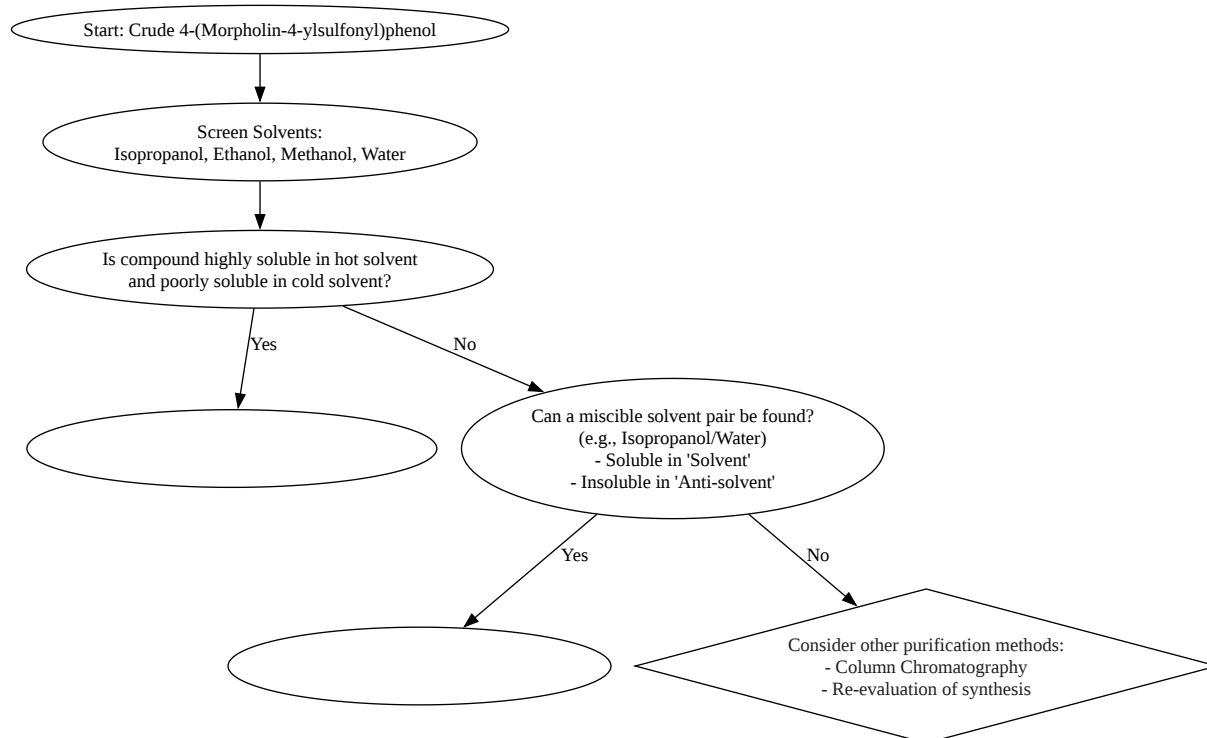 Start: Crude 4-(Morpholin-4-ylsulfonyl)phenol
Screen Solvents:
Isopropanol, Ethanol, Methanol, Water
Is compound highly soluble in hot solvent
and poorly soluble in cold solvent?
Yes
No
Can a miscible solvent pair be found?
(e.g., Isopropanol/Water)
- Soluble in 'Solvent'
- Insoluble in 'Anti-solvent'
Yes
No
Consider other purification methods:
- Column Chromatography
- Re-evaluation of synthesis